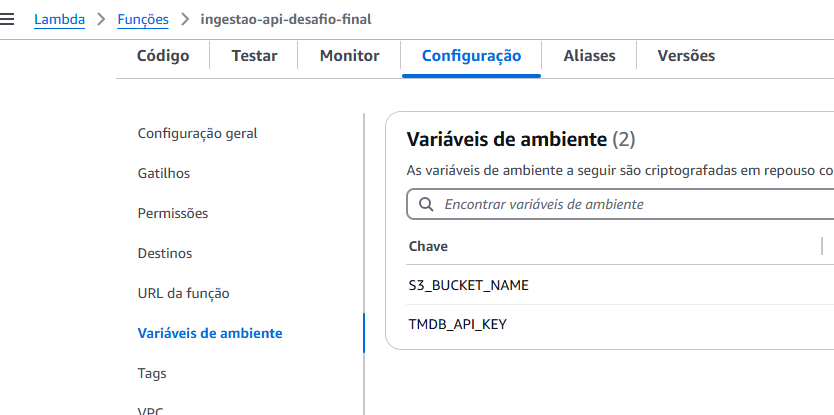 Lambda > Funções > ingestao-api-desafio-final
Código Testar Monitor Configuração Aliases Versões
Configuração geral
Gatilhos
Permissões
Destinos
URL da função
Variáveis de ambiente
Tags
VPC
Variáveis de ambiente (2)
As variáveis de ambiente a seguir são criptografadas em repouso co
Encontrar variáveis de ambiente
Chave
S3_BUCKET_NAME
TMDB_API_KEY